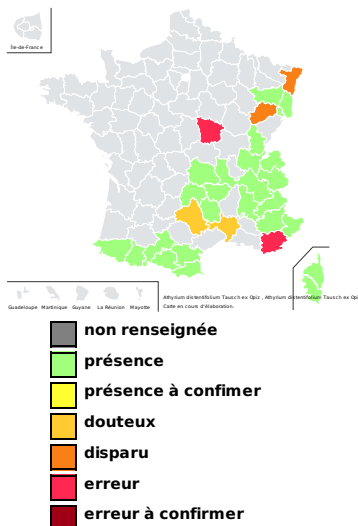 Île-de-France
Guadeloupe Martinique Guyane La Réunion Mayotte
Athyrium distentifolium Tausch ex Opiz , Athyrium distentifolium Tausch ex Opiz
Carte en cours d'élaboration.
non renseignée
présence
présence à confimer
douteux
disparu
erreur
erreur à confirmer